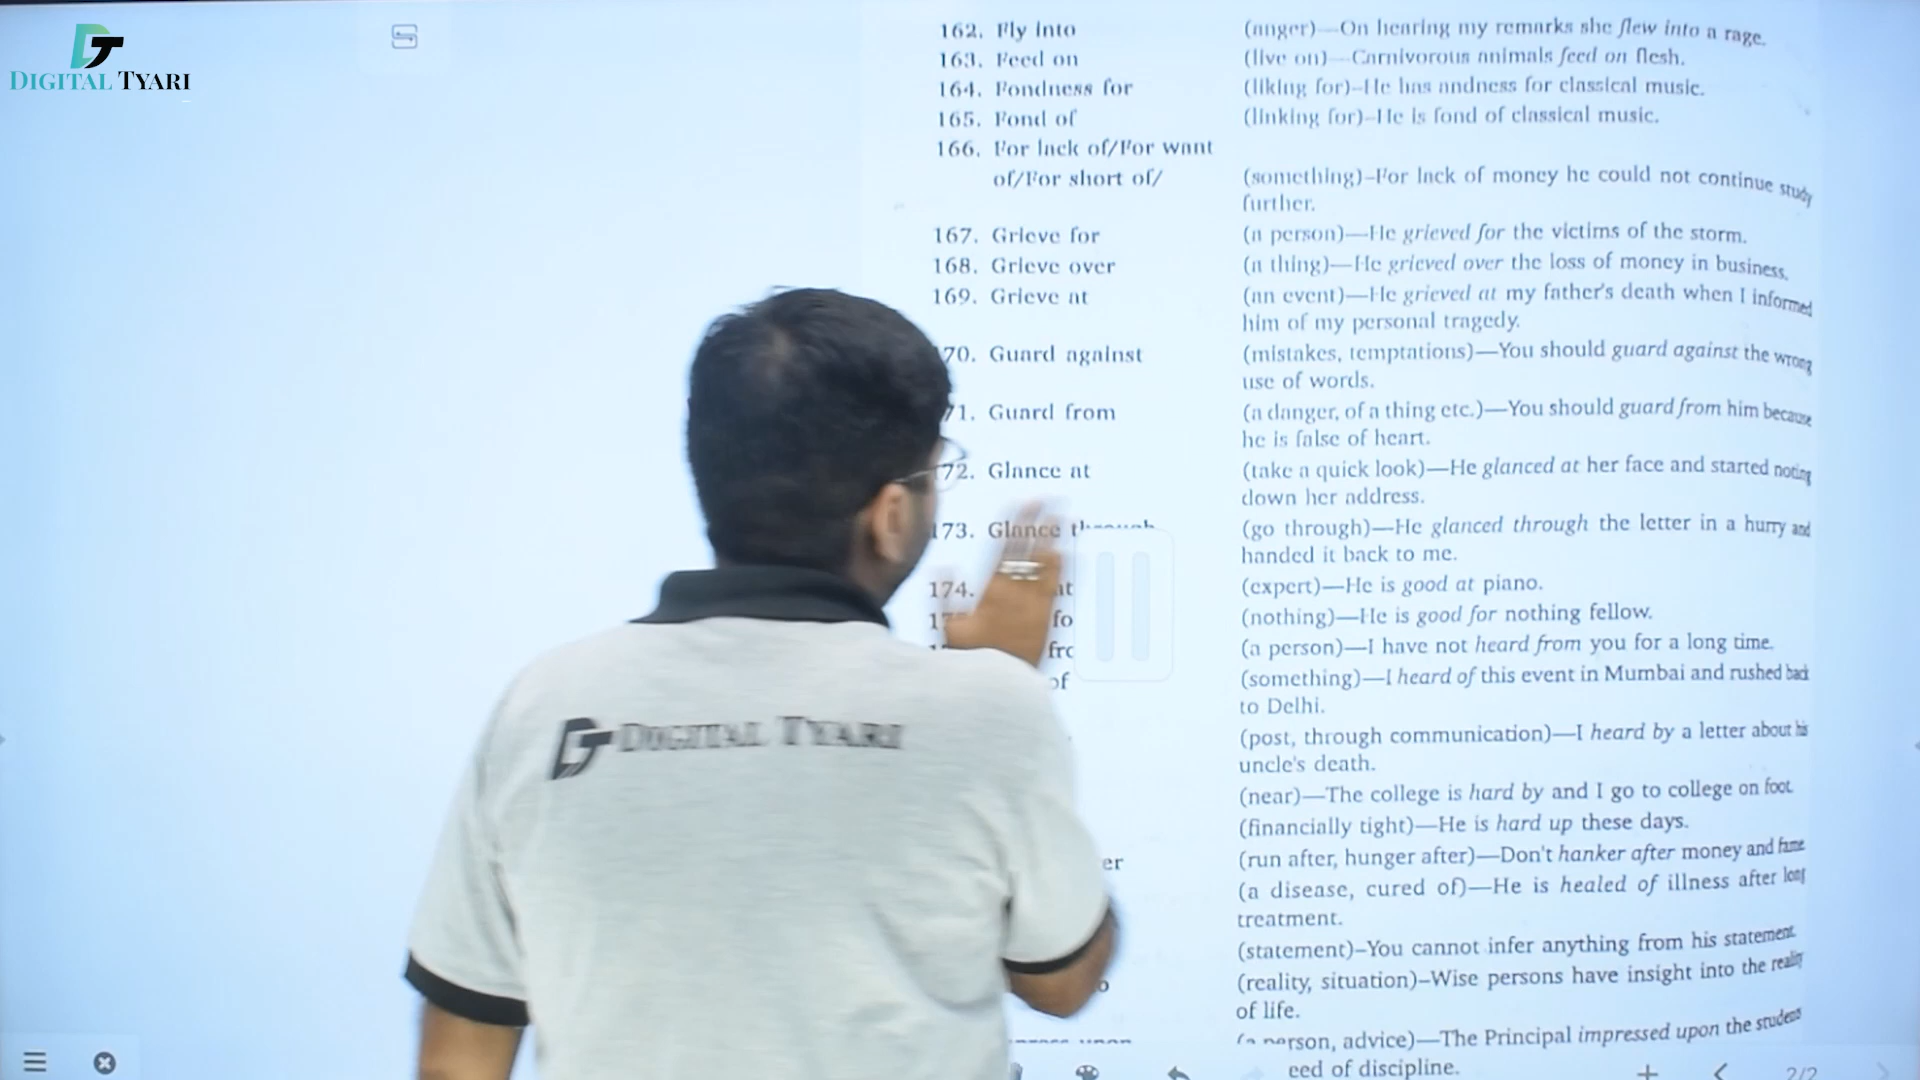 DT
DIGITAL TYARI
162. Fly into (anger)—On hearing my remarks she flew into a rage.
163. Feed on (live on)—Carnivorous animals feed on flesh.
164. Fondness for (liking for)–He has andness for classical music.
165. Fond of (linking for)–He is fond of classical music.
166. For lack of/For want
of/For short of/ (something)–For lack of money he could not continue study
further.
167. Grieve for (a person)—He grieved for the victims of the storm.
168. Grieve over (a thing)—He grieved over the loss of money in business.
169. Grieve at (an event)—He grieved at my father's death when I informed
him of my personal tragedy.
70. Guard against (mistakes, temptations)—You should guard against the wrong
use of words.
71. Guard from (a danger, of a thing etc.)—You should guard from him because
he is false of heart.
72. Glance at (take a quick look)—He glanced at her face and started noting
down her address.
173. Glance through (go through)—He glanced through the letter in a hurry and
handed it back to me.
174. at (expert)—He is good at piano.
fo (nothing)—He is good for nothing fellow.
fro (a person)—I have not heard from you for a long time.
of (something)—I heard of this event in Mumbai and rushed back
to Delhi.
(post, through communication)—I heard by a letter about his
uncle's death.
(near)—The college is hard by and I go to college on foot.
(financially tight)—He is hard up these days.
er (run after, hunger after)—Don't hanker after money and fame
(a disease, cured of)—He is healed of illness after long
treatment.
(statement)–You cannot infer anything from his statement.
o (reality, situation)–Wise persons have insight into the reality
of life.
person, advice)—The Principal impressed upon the students
eed of discipline.
DT DIGITAL TYARI
2/2